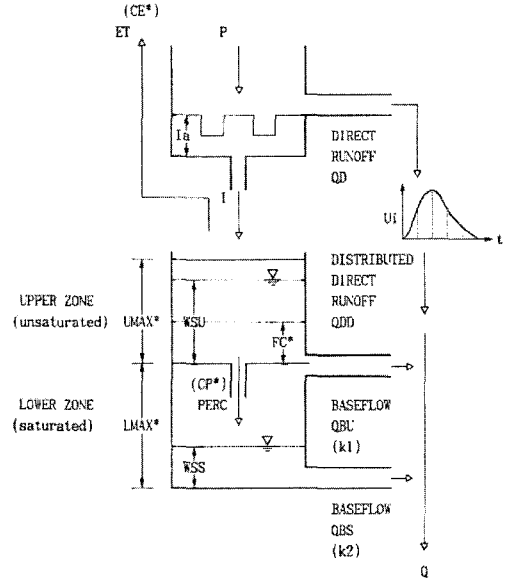 (CE*)
ET
P
Ia
DIRECT
RUNOFF
QD
I
Ui
t
DISTRIBUTED
DIRECT
RUNOFF
QDD
UPPER ZONE
(unsaturated)
UMAX*
WSU
FC*
(CP*)
PERC
LOWER ZONE
(saturated)
LMAX*
BASEFLOW
QBU
(k1)
WSS
BASEFLOW
QBS
(k2)
Q